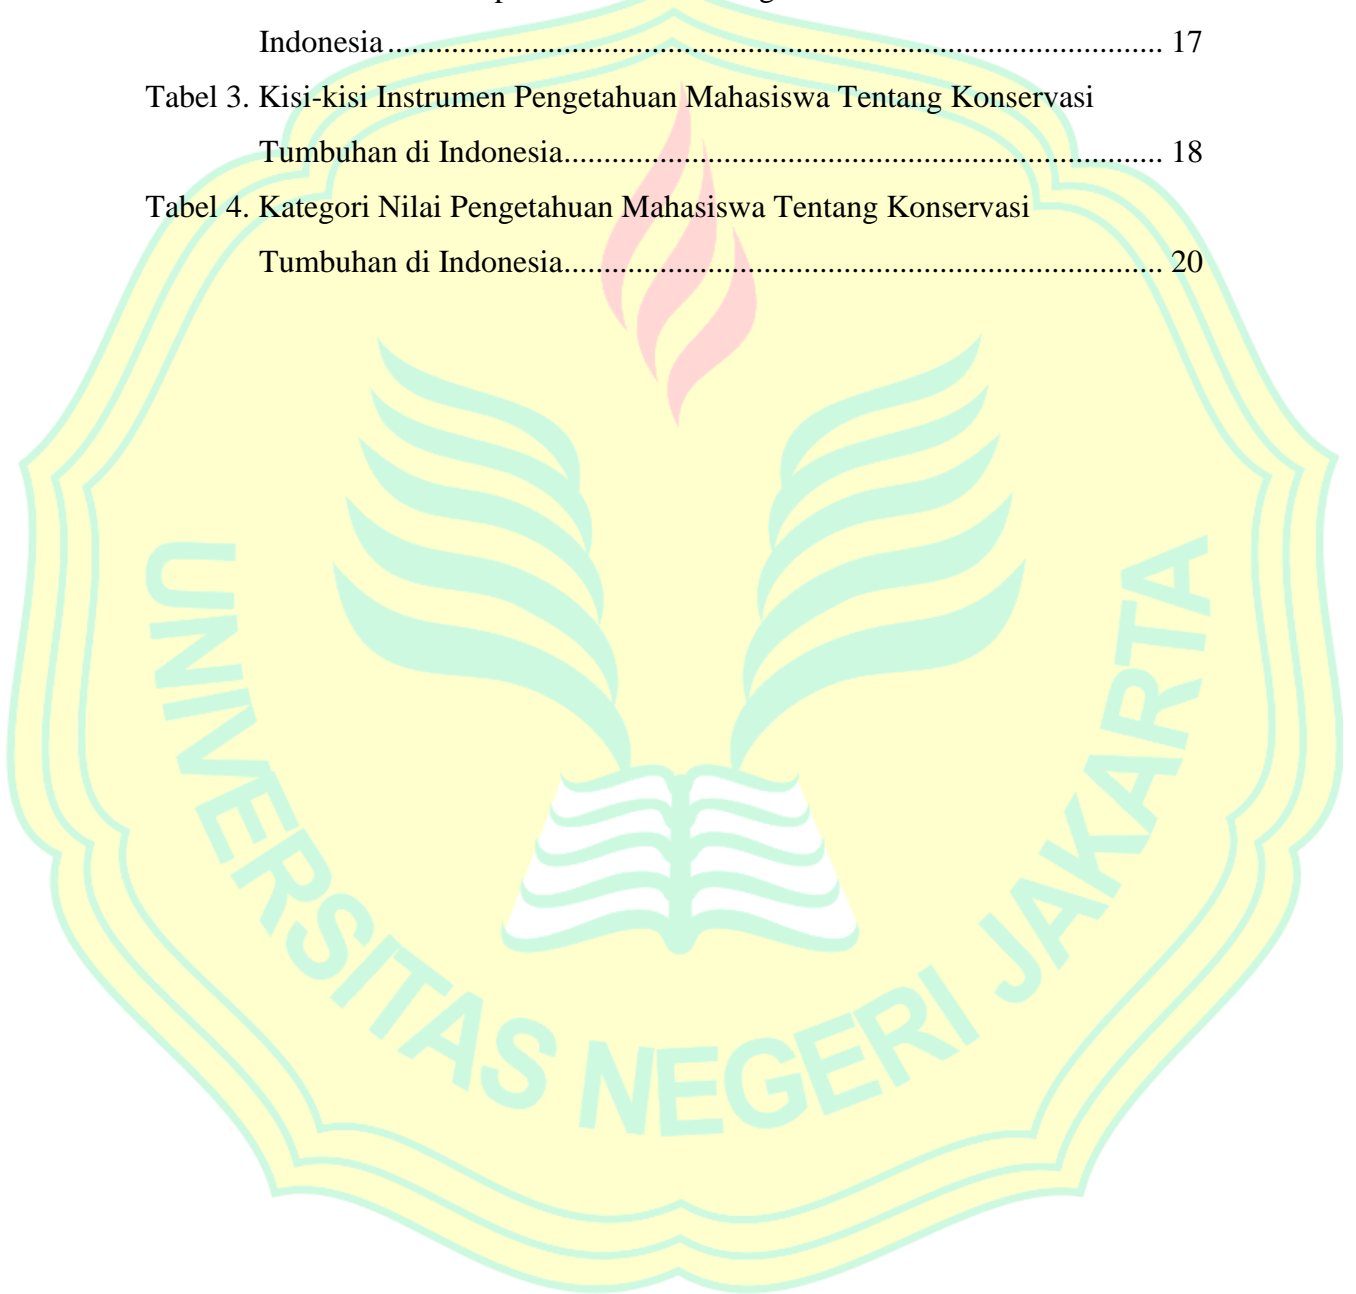 Indonesia.................................................................................................. 17
Tabel 3. Kisi-kisi Instrumen Pengetahuan Mahasiswa Tentang Konservasi
Tumbuhan di Indonesia........................................................................... 18
Tabel 4. Kategori Nilai Pengetahuan Mahasiswa Tentang Konservasi
Tumbuhan di Indonesia........................................................................... 20
UNIVERSITAS NEGERI JAKARTA